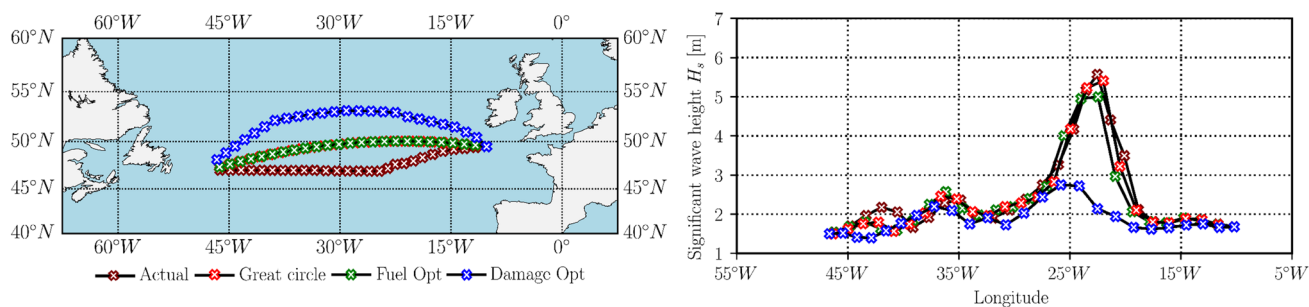 60°W 45°W 30°W 15°W 0°
60°N 60°N
55°N 55°N
50°N 50°N
45°N 45°N
40°N 40°N
60°W 45°W 30°W 15°W 0°
Actual Great circle Fuel Opt Damage Opt
Significant wave height H_s [m]
7
6
5
4
3
2
1
55°W 45°W 35°W 25°W 15°W 5°W
Longitude